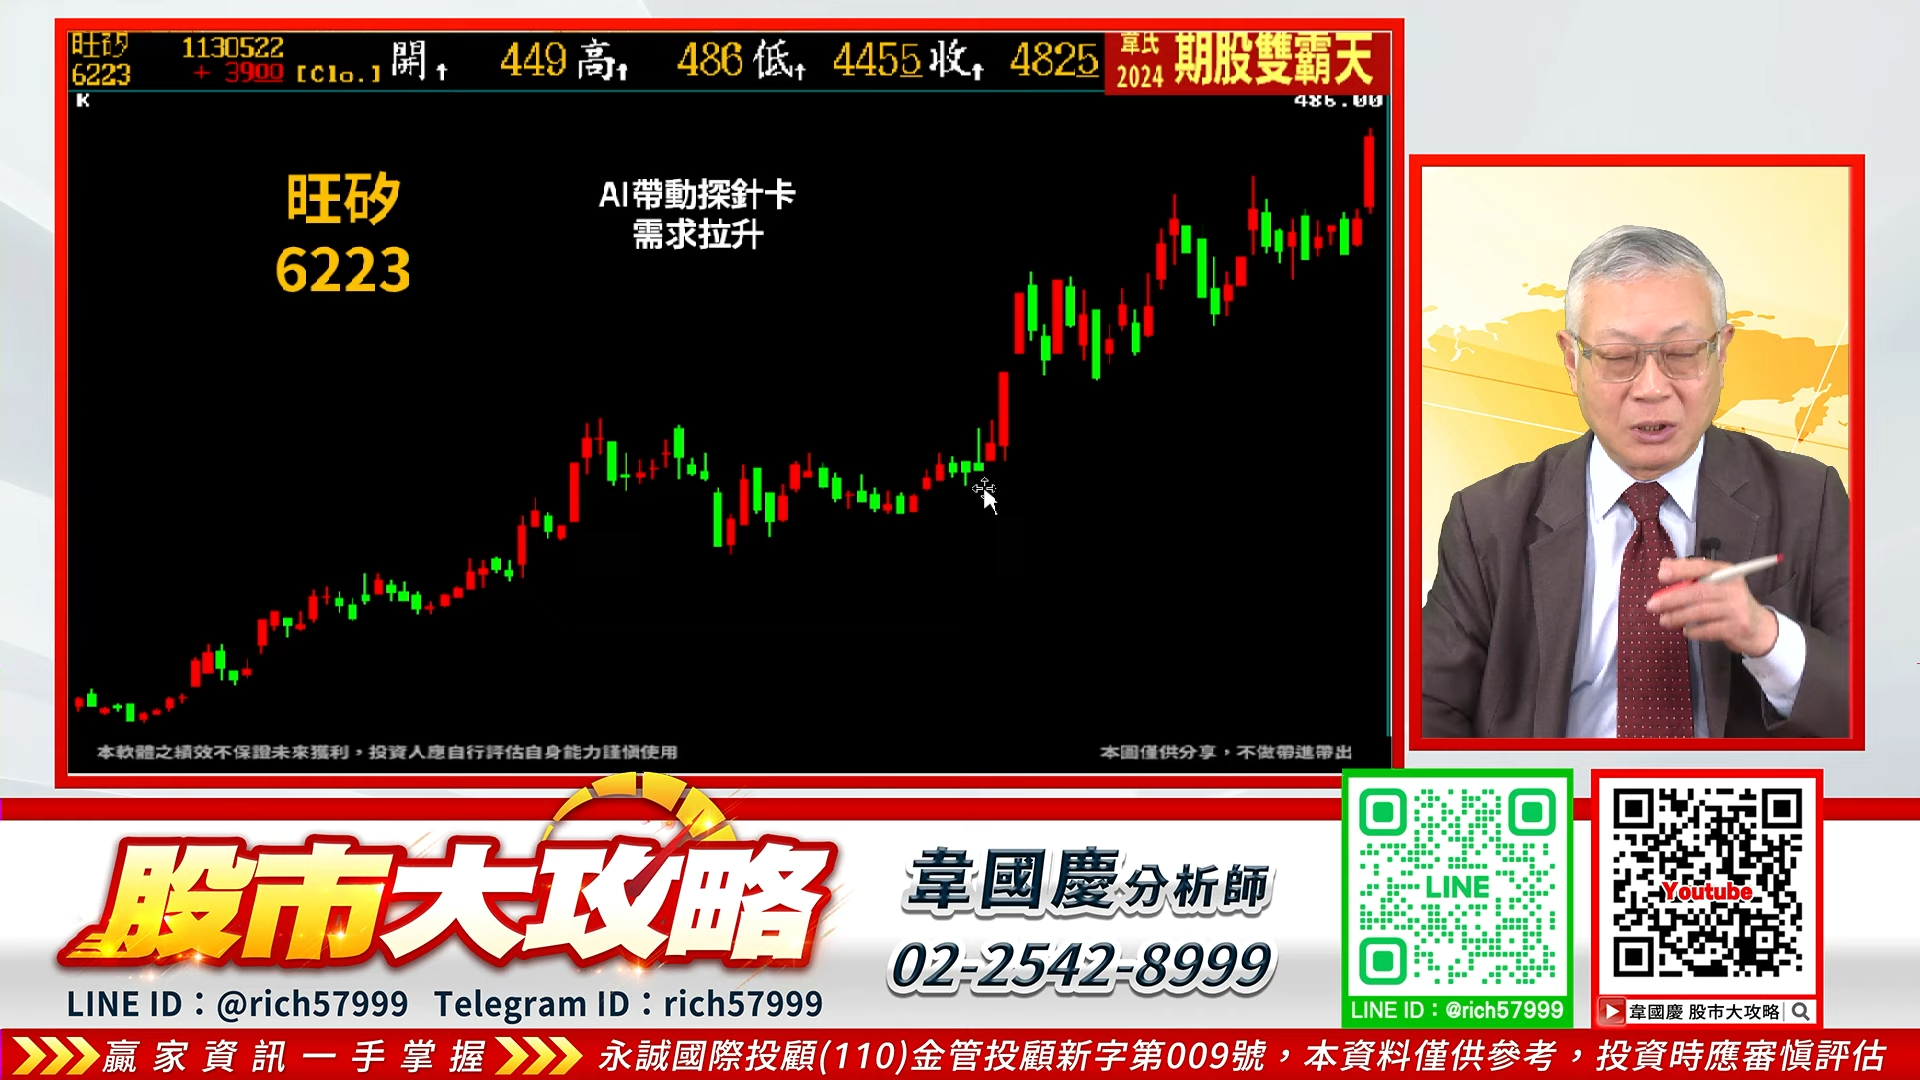 旺矽 1130522
6223 + 3900 [Clo.] 開↑ 449 高↑ 486 低↑ 4455 收↑ 4825
韋氏 2024 期股雙霸天
K
486.00
旺矽
6223
AI帶動探針卡
需求拉升
本軟體之績效不保證未來獲利，投資人應自行評估自身能力謹慎使用
本圖僅供分享，不做帶進帶出
股市大攻略
LINE ID：@rich57999 Telegram ID：rich57999
韋國慶分析師
02-2542-8999
LINE
LINE ID：@rich57999
Youtube
韋國慶 股市大攻略
贏家資訊一手掌握
永誠國際投顧(110)金管投顧新字第009號，本資料僅供參考，投資時應審慎評估